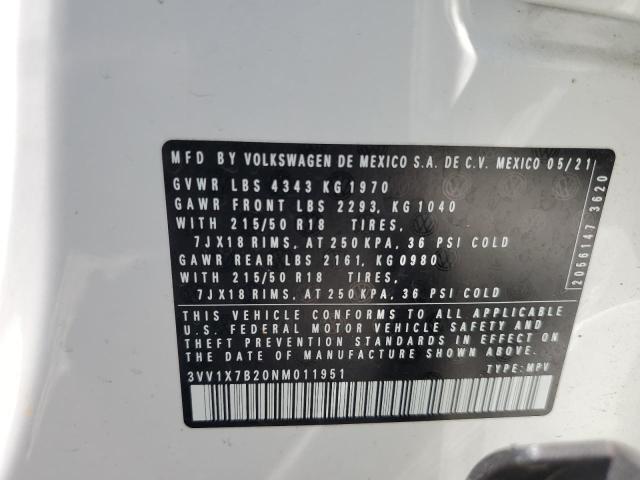 MFD BY VOLKSWAGEN DE MEXICO S.A. DE C.V. MEXICO 05/21
GVWR LBS 4343 KG 1970
GAWR FRONT LBS 2293, KG 1040
WITH 215/50 R18 TIRES,
7JX18 RIMS, AT 250 KPA, 36 PSI COLD
GAWR REAR LBS 2161, KG 0980
WITH 215/50 R18 TIRES,
7JX18 RIMS, AT 250 KPA, 36 PSI COLD
THIS VEHICLE CONFORMS TO ALL APPLICABLE
U.S. FEDERAL MOTOR VEHICLE SAFETY AND
THEFT PREVENTION STANDARDS IN EFFECT ON
THE DATE OF MANUFACTURE SHOWN ABOVE.
3VV1X7B20NM011951 TYPE: MPV
2056147 3620